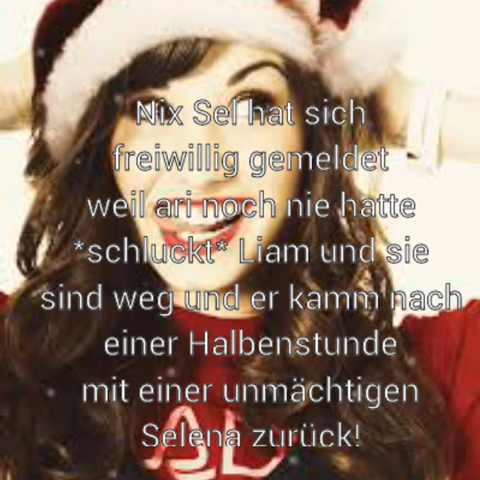 Nix Sel hat sich
freiwillig gemeldet
weil ari noch nie hatte
*schluckt* Liam und sie
sind weg und er kamm nach
einer Halbenstunde
mit einer unmächtigen
Selena zurück!